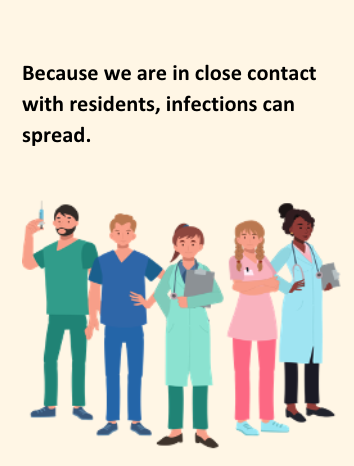 Because we are in close contact
with residents, infections can
spread.